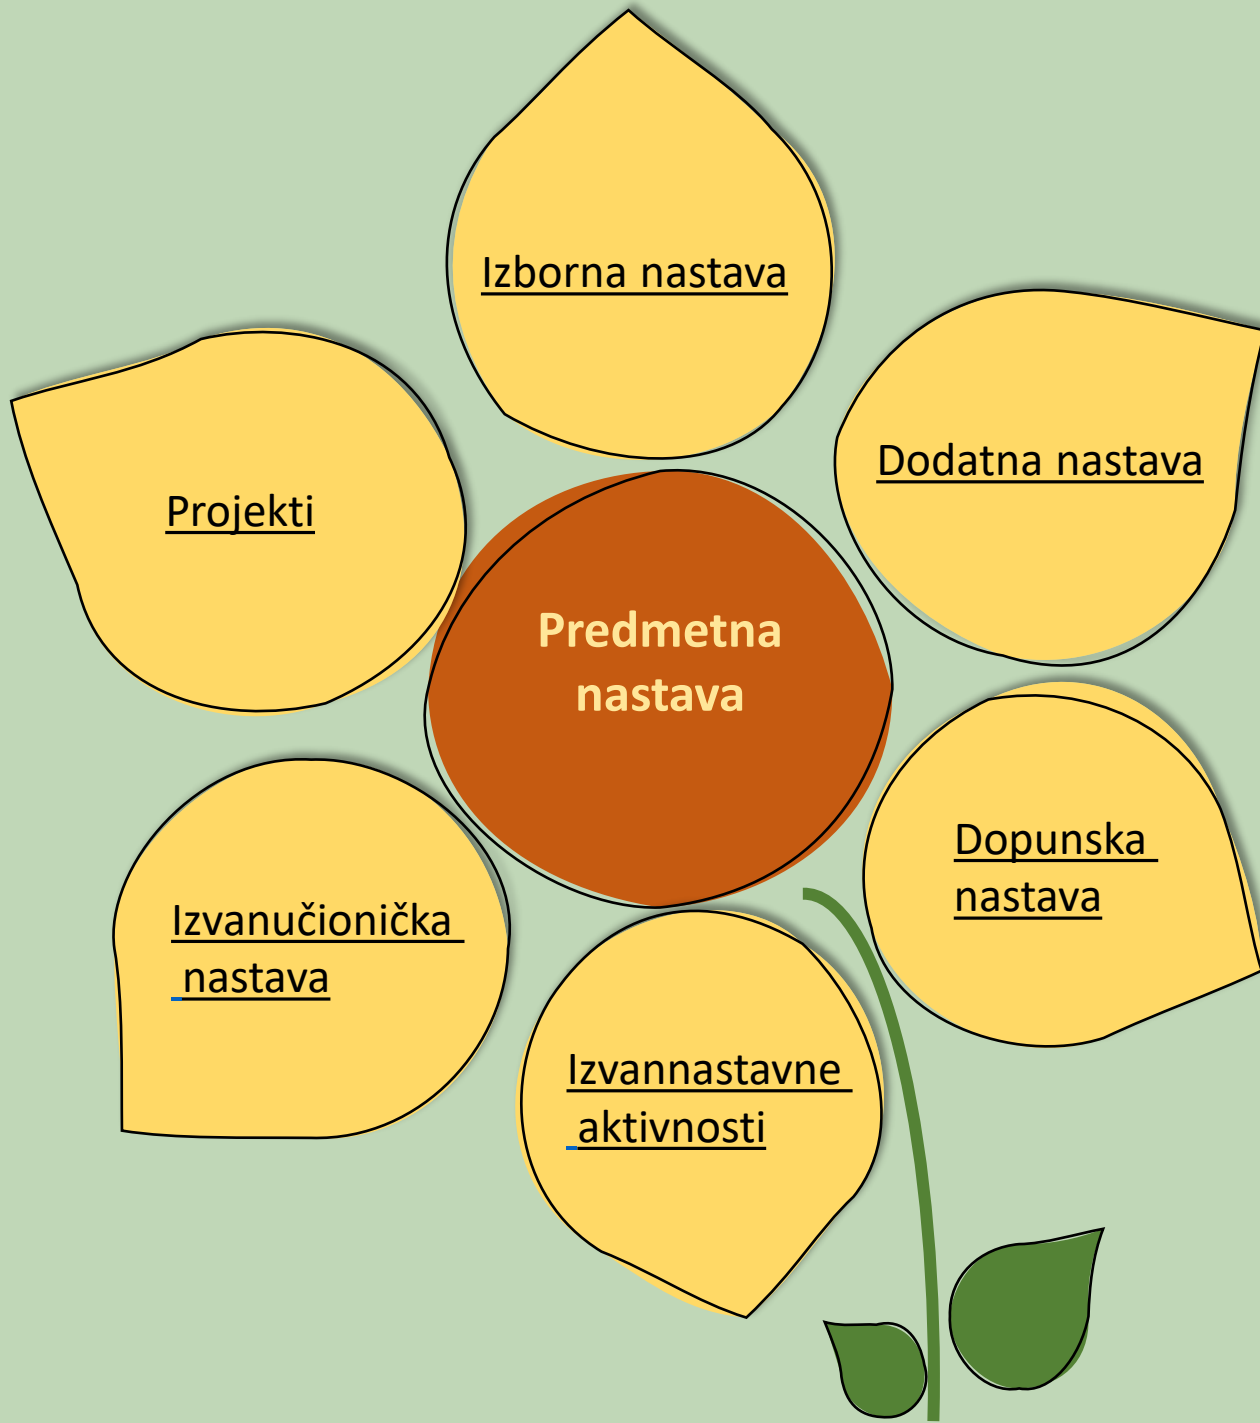 Izborna nastava
Dodatna nastava
Projekti
Predmetna
nastava
Dopunska
nastava
Izvanučionička
nastava
Izvannastavne
aktivnosti